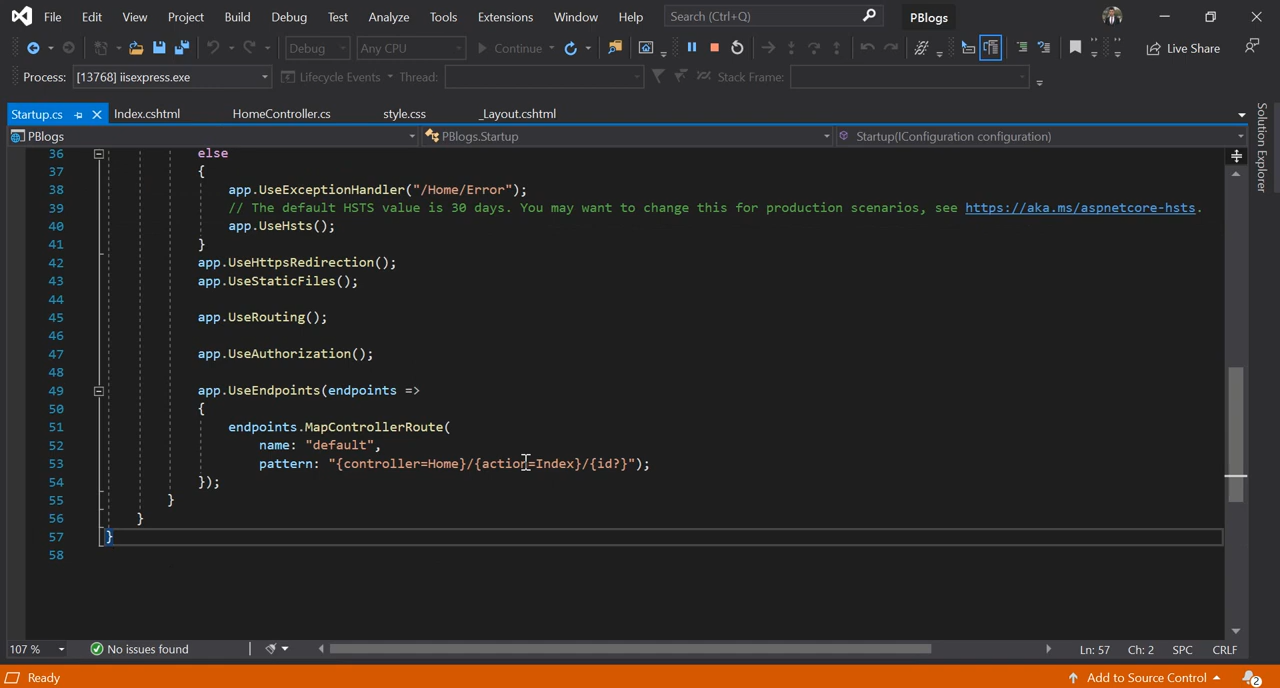 File Edit View Project Build Debug Test Analyze Tools Extensions Window Help Search (Ctrl+Q) PBlogs
Debug Any CPU Continue Live Share
Process: [13768] iisexpress.exe Lifecycle Events Thread: Stack Frame:
Startup.cs Index.cshtml HomeController.cs style.css _Layout.cshtml
PBlogs PBlogs.Startup Startup(IConfiguration configuration)
Solution Explorer
36 else
37 {
38 app.UseExceptionHandler("/Home/Error");
39 // The default HSTS value is 30 days. You may want to change this for production scenarios, see https://aka.ms/aspnetcore-hsts.
40 app.UseHsts();
41 }
42 app.UseHttpsRedirection();
43 app.UseStaticFiles();
44
45 app.UseRouting();
46
47 app.UseAuthorization();
48
49 app.UseEndpoints(endpoints =>
50 {
51 endpoints.MapControllerRoute(
52 name: "default",
53 pattern: "{controller=Home}/{action=Index}/{id?}");
54 });
55 }
56 }
57 }
58
107 % No issues found Ln: 57 Ch: 2 SPC CRLF
Ready Add to Source Control 2